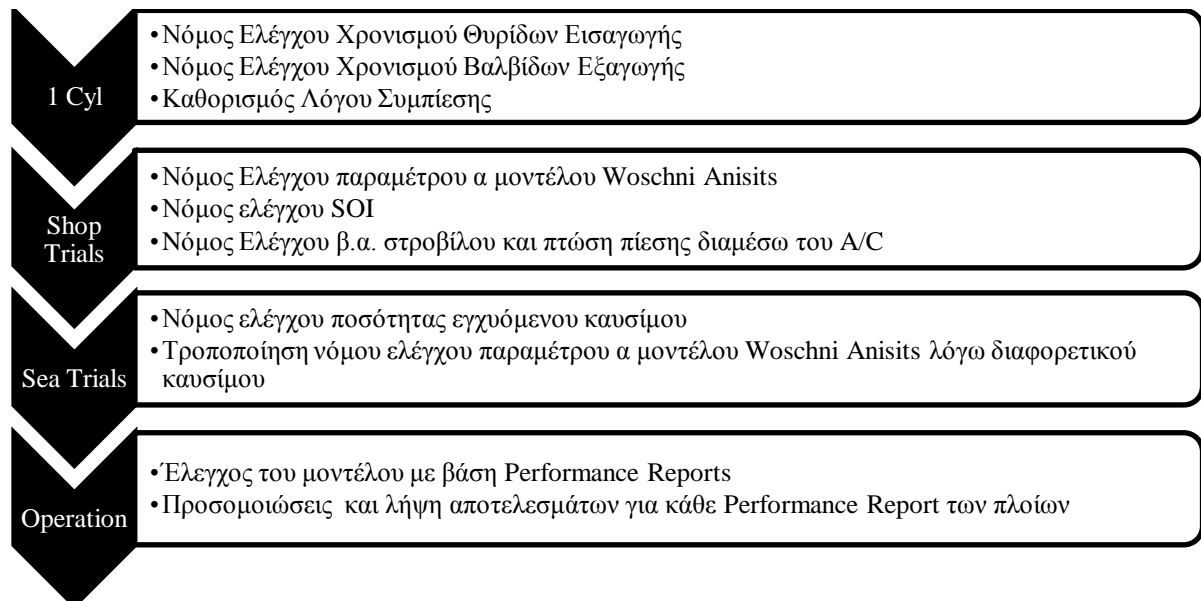 1 Cyl
•Νόμος Ελέγχου Χρονισμού Θυρίδων Εισαγωγής
•Νόμος Ελέγχου Χρονισμού Βαλβίδων Εξαγωγής
•Καθορισμός Λόγου Συμπίεσης
Shop
Trials
•Νόμος Ελέγχου παραμέτρου α μοντέλου Woschni Anisits
•Νόμος ελέγχου SOI
•Νόμος Ελέγχου β.α. στροβίλου και πτώση πίεσης διαμέσω του A/C
Sea Trials
•Νόμος ελέγχου ποσότητας εγχυόμενου καυσίμου
•Τροποποίηση νόμου ελέγχου παραμέτρου α μοντέλου Woschni Anisits λόγω διαφορετικού
καυσίμου
Operation
•Έλεγχος του μοντέλου με βάση Performance Reports
•Προσομοιώσεις και λήψη αποτελεσμάτων για κάθε Performance Report των πλοίων